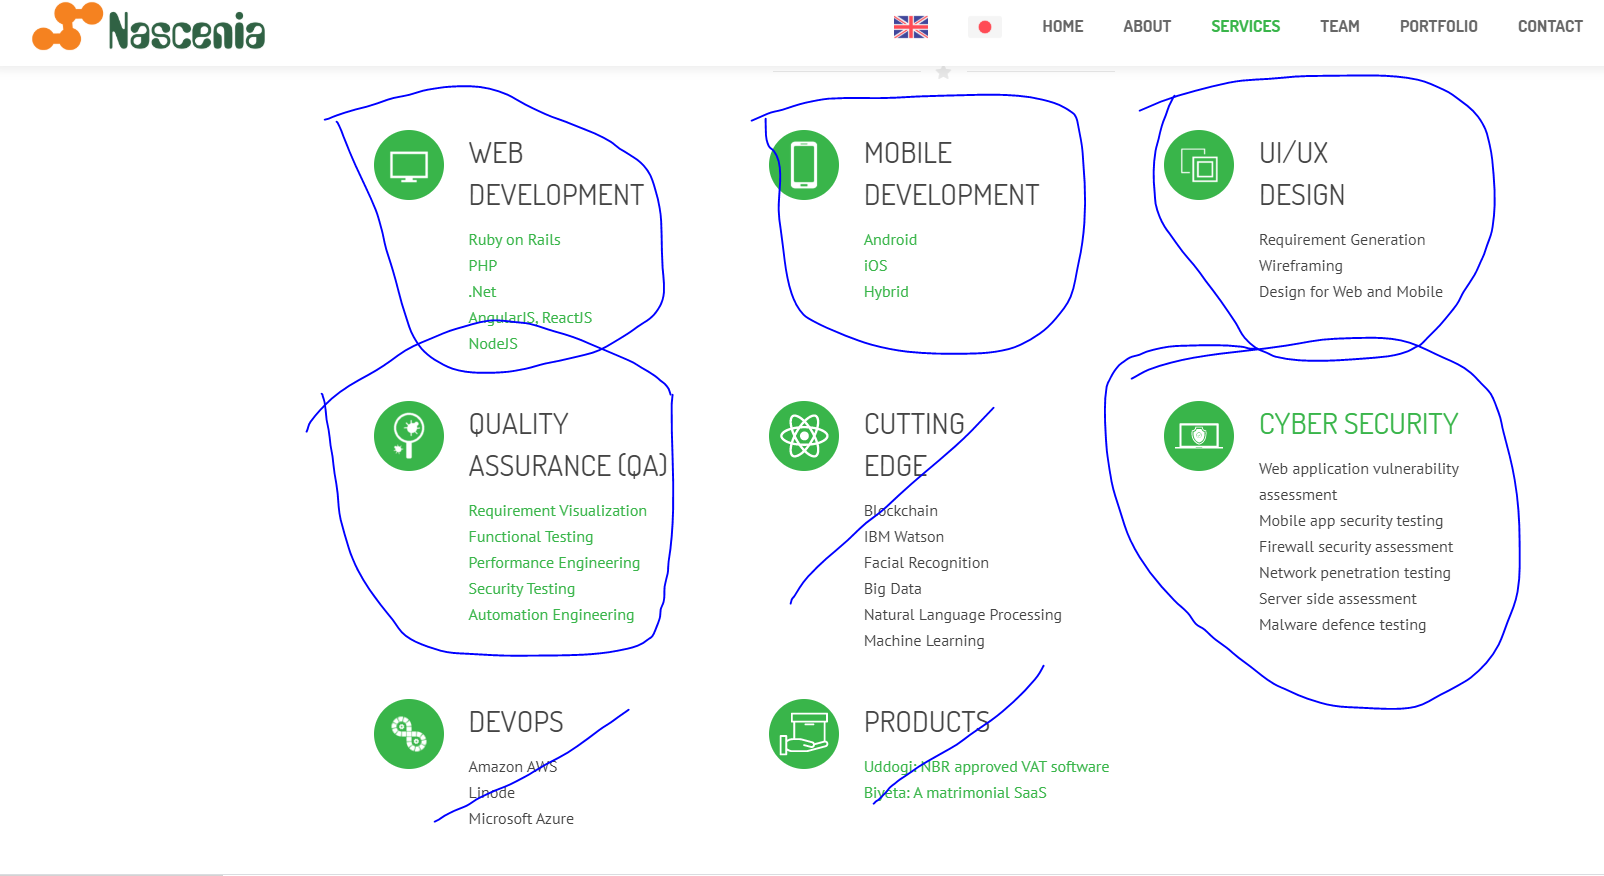 Nascenia
HOME ABOUT SERVICES TEAM PORTFOLIO CONTACT
WEB
DEVELOPMENT
Ruby on Rails
PHP
.Net
AngularJS, ReactJS
NodeJS
MOBILE
DEVELOPMENT
Android
iOS
Hybrid
UI/UX
DESIGN
Requirement Generation
Wireframing
Design for Web and Mobile
QUALITY
ASSURANCE (QA)
Requirement Visualization
Functional Testing
Performance Engineering
Security Testing
Automation Engineering
CUTTING
EDGE
Blockchain
IBM Watson
Facial Recognition
Big Data
Natural Language Processing
Machine Learning
CYBER SECURITY
Web application vulnerability
assessment
Mobile app security testing
Firewall security assessment
Network penetration testing
Server side assessment
Malware defence testing
DEVOPS
Amazon AWS
Linode
Microsoft Azure
PRODUCTS
Uddogi: NBR approved VAT software
Biyeta: A matrimonial SaaS